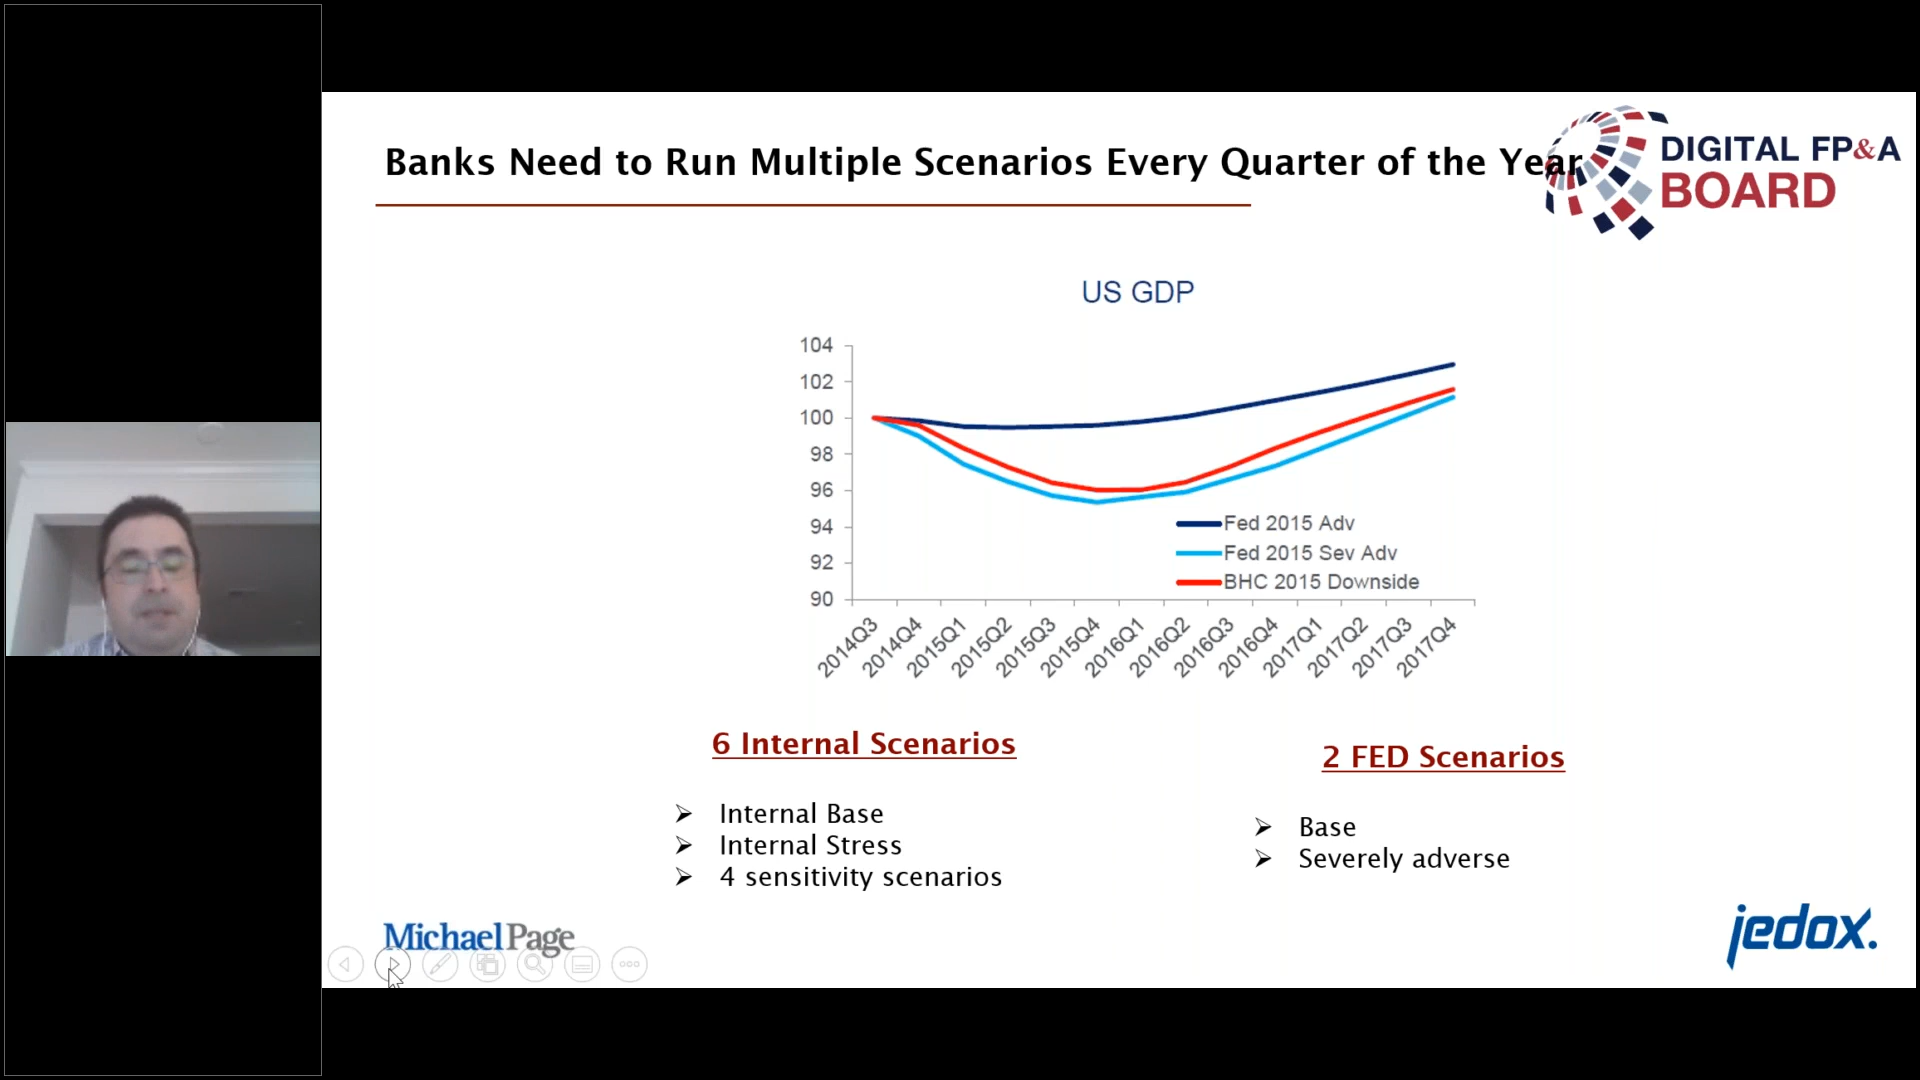 Banks Need to Run Multiple Scenarios Every Quarter of the Year
DIGITAL FP&A
BOARD
US GDP
104
102
100
98
96
94
92
90
Fed 2015 Adv
Fed 2015 Sev Adv
BHC 2015 Downside
2014Q3
2014Q4
2015Q1
2015Q2
2015Q3
2015Q4
2016Q1
2016Q2
2016Q3
2016Q4
2017Q1
2017Q2
2017Q3
2017Q4
6 Internal Scenarios
Internal Base
Internal Stress
4 sensitivity scenarios
2 FED Scenarios
Base
Severely adverse
Michael Page
jedox.